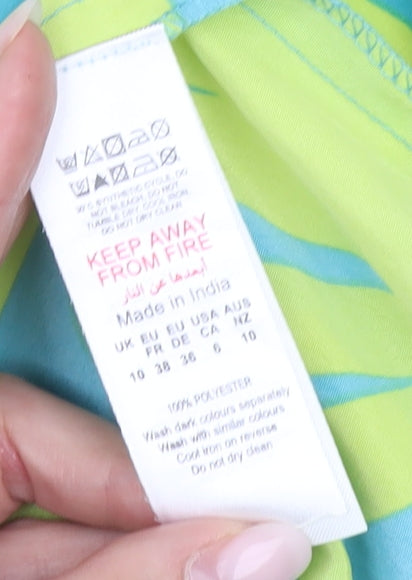 30°C SYNTHETIC CYCLE, DO
NOT BLEACH, DO NOT
TUMBLE DRY, COOL IRON,
DO NOT DRY CLEAN
KEEP AWAY
FROM FIRE
أبعدها عن النار
Made in India
UK EU EU USA AUS
FR DE CA NZ
10 38 36 6 10
100% POLYESTER
Wash dark colours separately
Wash with similar colours
Cool iron on reverse
Do not dry clean